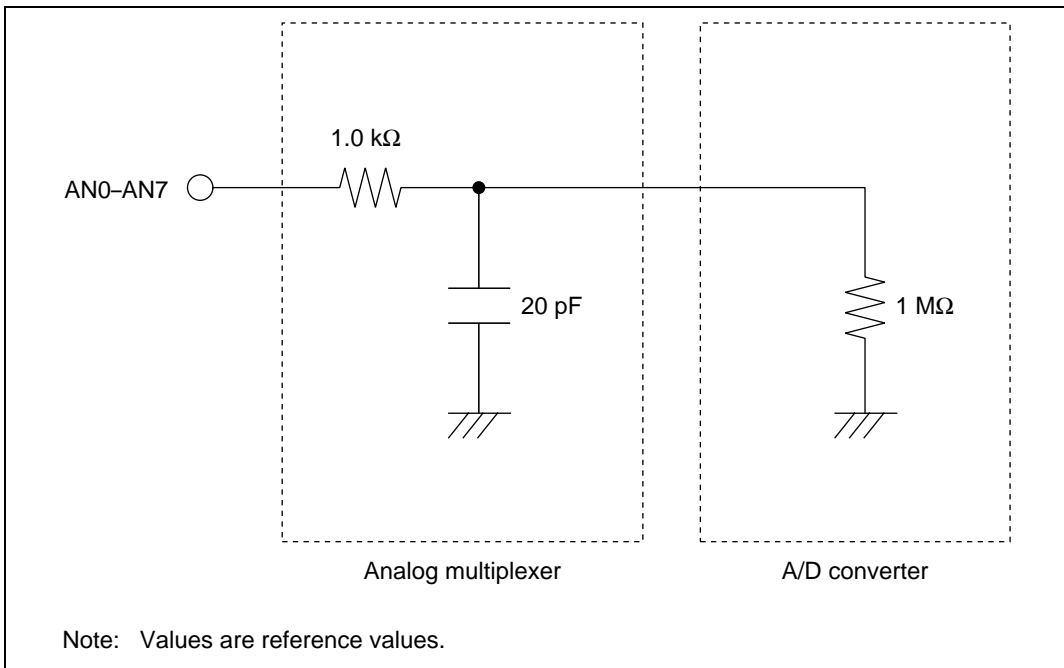 1.0 kΩ
AN0–AN7
20 pF
1 MΩ
Analog multiplexer
A/D converter
Note: Values are reference values.